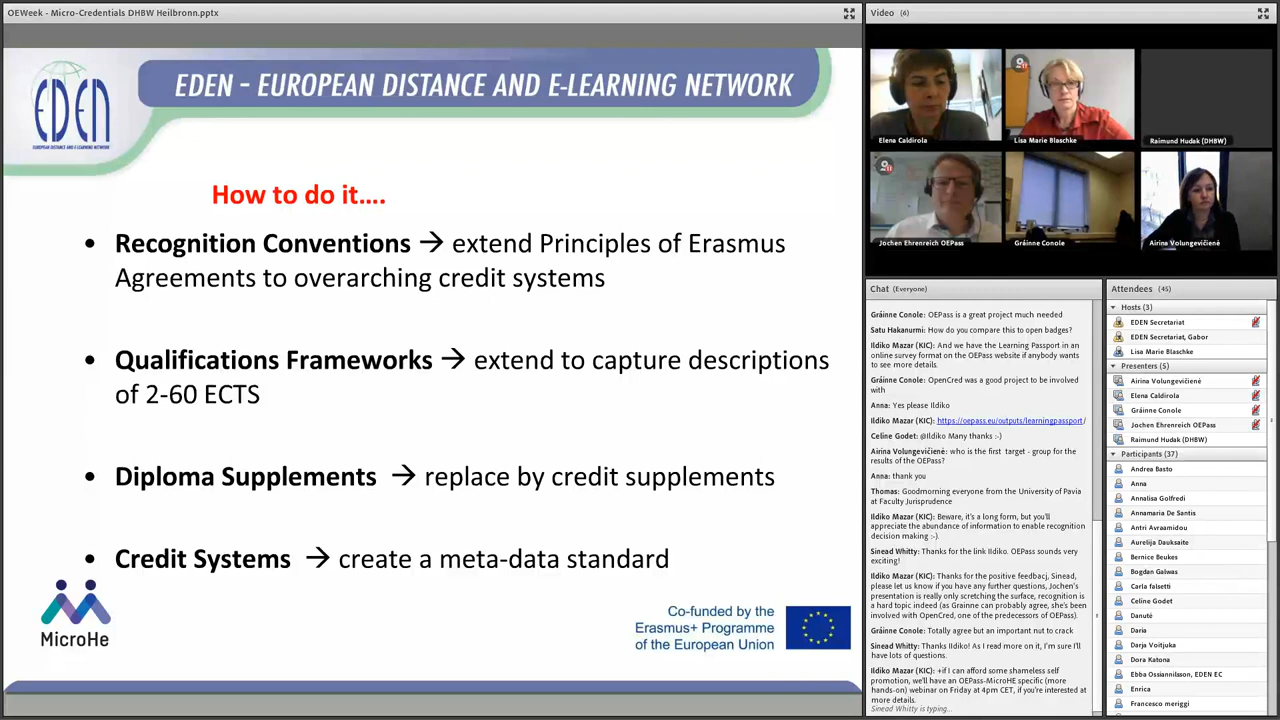 OEWeek - Micro-Credentials DHBW Heilbronn.pptx
EDEN
EUROPEAN DISTANCE AND E-LEARNING NETWORK
EDEN – EUROPEAN DISTANCE AND E-LEARNING NETWORK
How to do it....
• Recognition Conventions → extend Principles of Erasmus
Agreements to overarching credit systems
• Qualifications Frameworks → extend to capture descriptions
of 2-60 ECTS
• Diploma Supplements → replace by credit supplements
• Credit Systems → create a meta-data standard
MicroHe
Co-funded by the
Erasmus+ Programme
of the European Union
Video (6)
Elena Caldirola
Lisa Marie Blaschke
Raimund Hudak (DHBW)
Jochen Ehrenreich OEPass
Gráinne Conole
Airina Volungevičienė
Chat (Everyone)
Gráinne Conole: OEPass is a great project much needed
Satu Hakanurmi: How do you compare this to open badges?
Ildiko Mazar (KIC): And we have the Learning Passport in an
online survey format on the OEPass website if anybody wants
to see more details.
Gráinne Conole: OpenCred was a good project to be involved
with
Anna: Yes please Ildiko
Ildiko Mazar (KIC): https://oepass.eu/outputs/learningpassport/
Celine Godet: @Ildiko Many thanks :-)
Airina Volungevičienė: who is the first target - group for the
results of the OEPass?
Anna: thank you
Thomas: Goodmorning everyone from the University of Pavia
at Faculty Jurisprudence
Ildiko Mazar (KIC): Beware, it's a long form, but you'll
appreciate the abundance of information to enable recognition
decision making :-).
Sinead Whitty: Thanks for the link IIdiko. OEPass sounds very
exciting!
Ildiko Mazar (KIC): Thanks for the positive feedbacj, Sinead,
please let us know if you have any further questions, Jochen's
presentation is really only scretching the surface, recognition is
a hard topic indeed (as Grainne can probably agree, she's been
involved with OpenCred, one of the predecessors of OEPass).
Gráinne Conole: Totally agree but an important nut to crack
Sinead Whitty: Thanks IIdiko! As I read more on it, I'm sure I'll
have lots of questions.
Ildiko Mazar (KIC): +if I can afford some shameless self
promotion, we'll have an OEPass-MicroHE specific (more
hands-on) webinar on Friday at 4pm CET, if you're interested at
more details.
Sinead Whitty is typing...
Attendees (45)
Hosts (3)
EDEN Secretariat
EDEN Secretariat, Gabor
Lisa Marie Blaschke
Presenters (5)
Airina Volungevičienė
Elena Caldirola
Gráinne Conole
Jochen Ehrenreich OEPass
Raimund Hudak (DHBW)
Participants (37)
Andrea Basto
Anna
Annalisa Golfredi
Annamaria De Santis
Antri Avraamidou
Aurelija Dauksaite
Bernice Beukes
Bogdan Galwas
Carla falsetti
Celine Godet
Danutė
Daria
Darja Voitjuka
Dora Katona
Ebba Ossiannilsson, EDEN EC
Enrica
Francesco meriggi